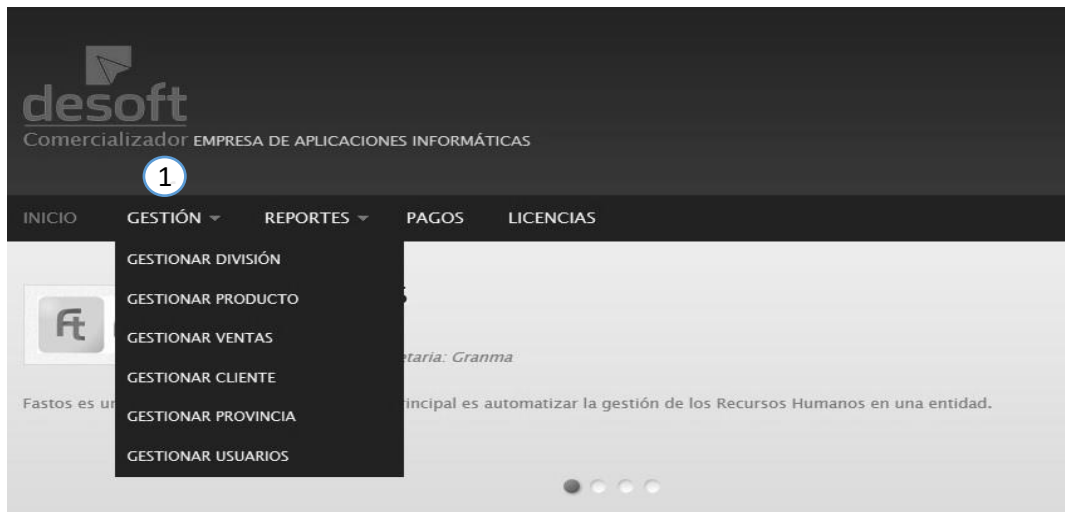 desoft
Comercializador EMPRESA DE APLICACIONES INFORMÁTICAS
1
INICIO GESTIÓN REPORTES PAGOS LICENCIAS
GESTIONAR DIVISIÓN
GESTIONAR PRODUCTO
Ft
GESTIONAR VENTAS
etaria: Granma
GESTIONAR CLIENTE
Fastos es un incipal es automatizar la gestión de los Recursos Humanos en una entidad.
GESTIONAR PROVINCIA
GESTIONAR USUARIOS